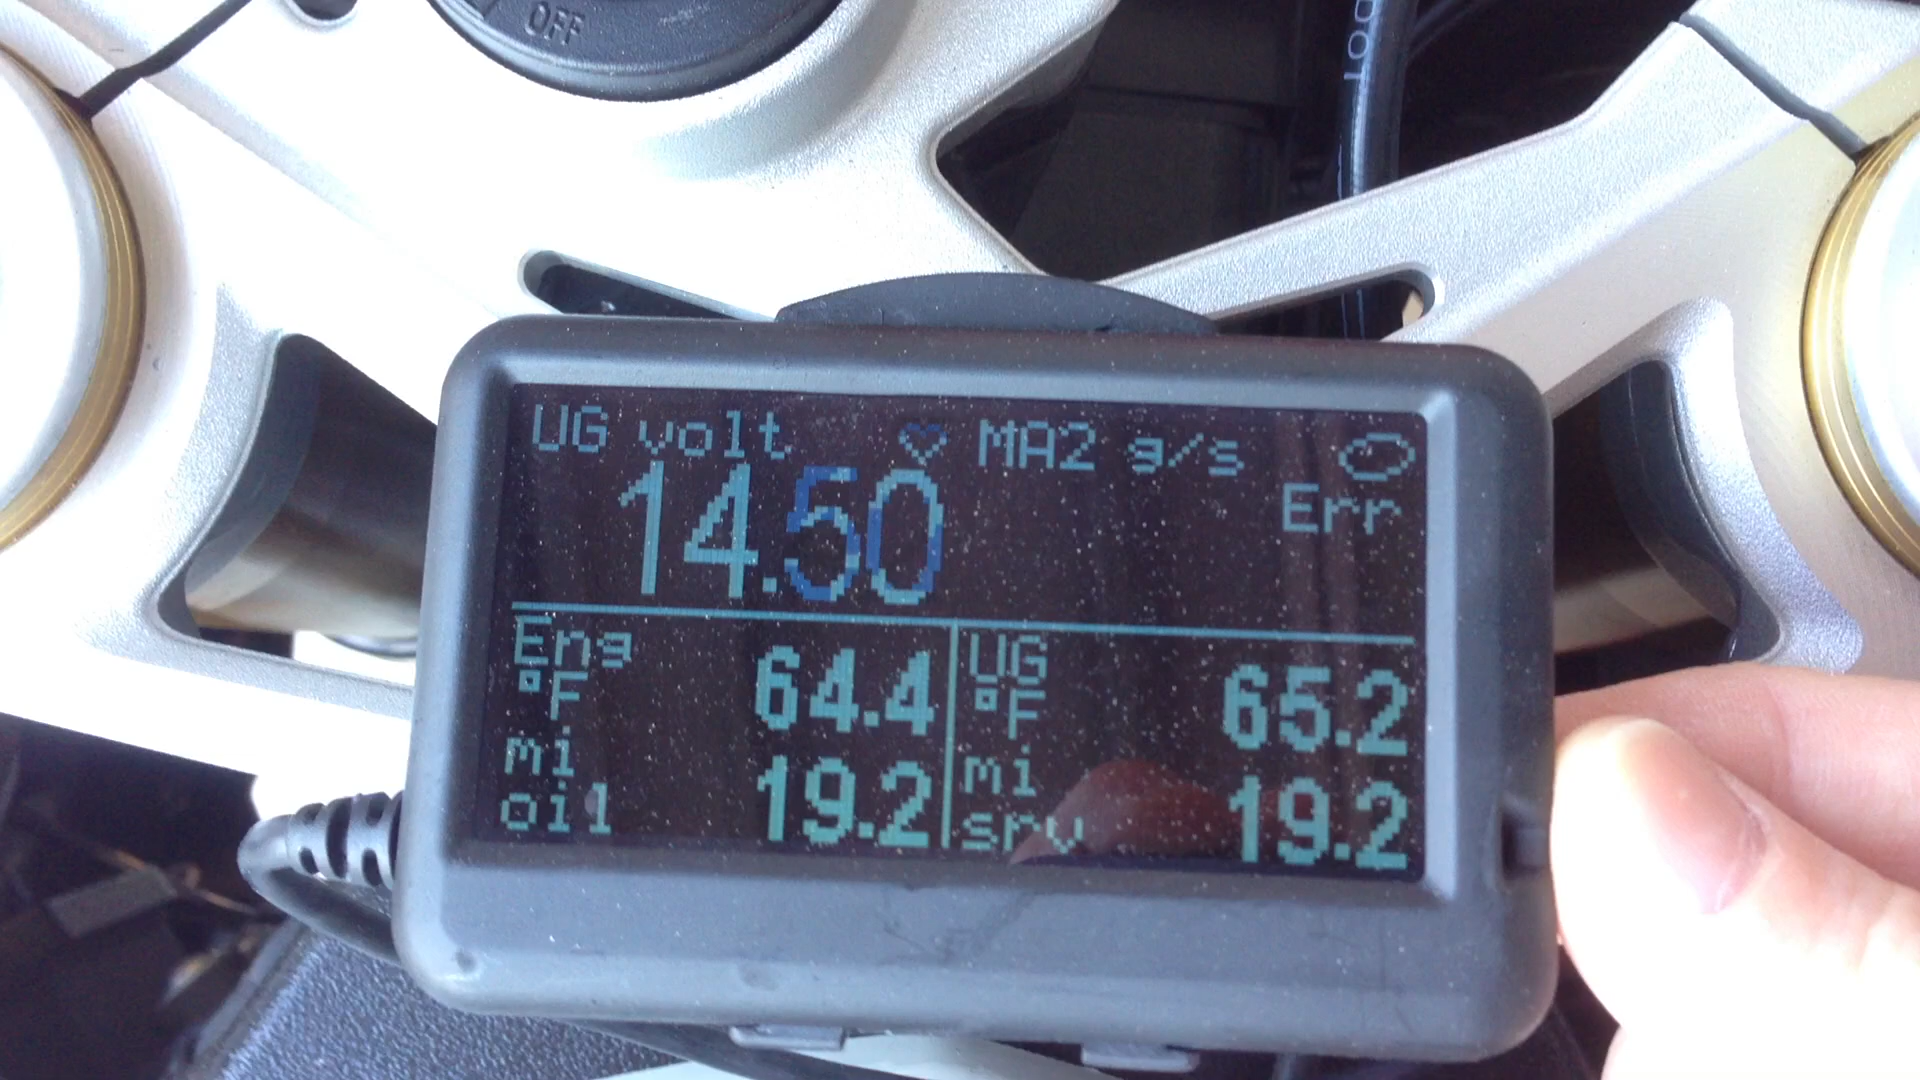 OFF
DOT
UG volt MA2 g/s
14.50 Err
Eng °F 64.4
UG °F 65.2
mi oil 19.2
mi srv 19.2